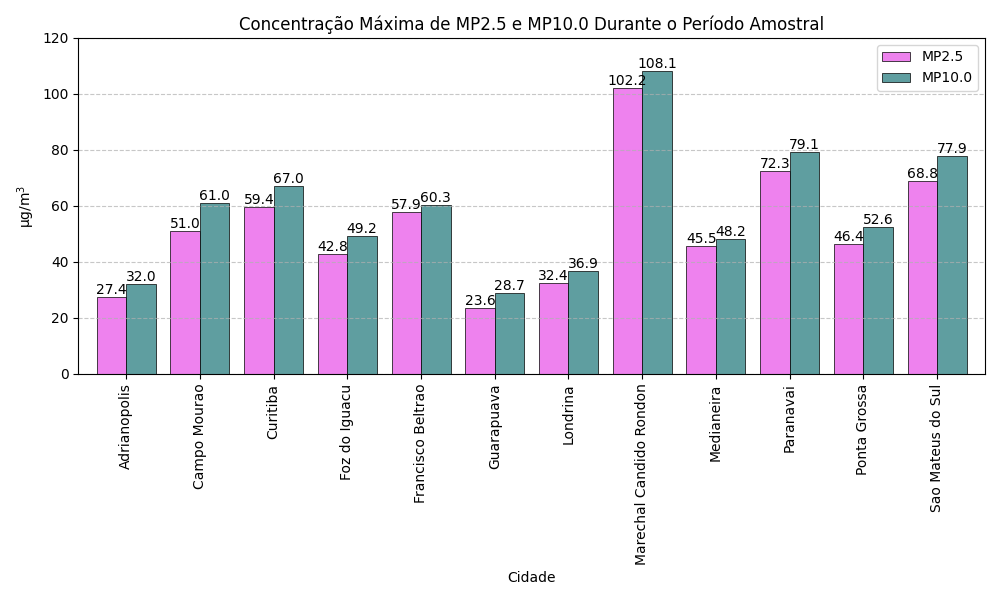 Concentração Máxima de MP2.5 e MP10.0 Durante o Período Amostral
µg/m³
120
100
80
60
40
20
0
MP2.5
MP10.0
27.4
32.0
51.0
61.0
59.4
67.0
42.8
49.2
57.9
60.3
23.6
28.7
32.4
36.9
102.2
108.1
45.5
48.2
72.3
79.1
46.4
52.6
68.8
77.9
Adrianopolis
Campo Mourao
Curitiba
Foz do Iguacu
Francisco Beltrao
Guarapuava
Londrina
Marechal Candido Rondon
Medianeira
Paranavai
Ponta Grossa
Sao Mateus do Sul
Cidade